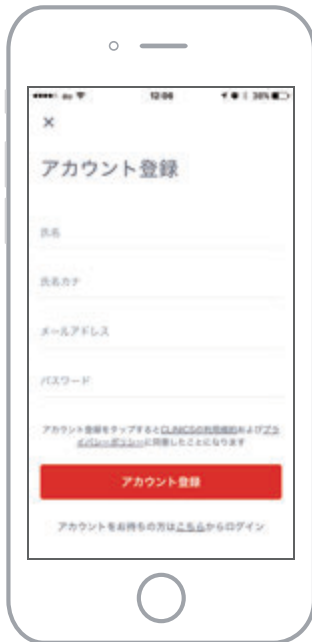 au 12:06 38%
×
アカウント登録
氏名
氏名カナ
メールアドレス
パスワード
アカウント登録をタップするとCLINICSの利用規約およびプラ
イバシーポリシーに同意したことになります
アカウント登録
アカウントをお持ちの方はこちらからログイン